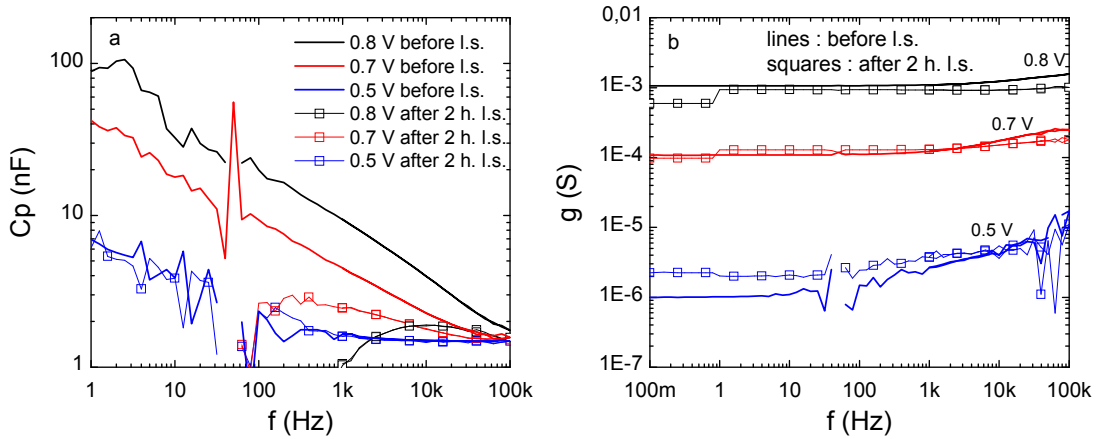 a
0.8 V before l.s.
0.7 V before l.s.
0.5 V before l.s.
0.8 V after 2 h. l.s.
0.7 V after 2 h. l.s.
0.5 V after 2 h. l.s.
100
10
1
Cp (nF)
1
10
100
1k
10k
100k
f (Hz)
b
lines : before l.s.
squares : after 2 h. l.s.
0.8 V
0.7 V
0.5 V
0,01
1E-3
1E-4
1E-5
1E-6
1E-7
g (S)
100m
1
10
100
1k
10k
100k
f (Hz)